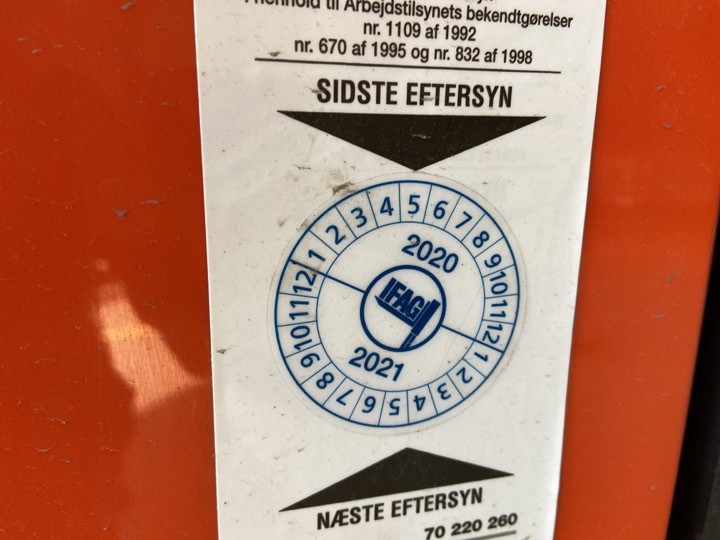 I henhold til Arbejdstilsynets bekendtgørelser
nr. 1109 af 1992
nr. 670 af 1995 og nr. 832 af 1998
SIDSTE EFTERSYN
1 2 3 4 5 6 7 8 9 10 11 12
2020
IFAG
2021
1 2 3 4 5 6 7 8 9 10 11 12
NÆSTE EFTERSYN
70 220 260